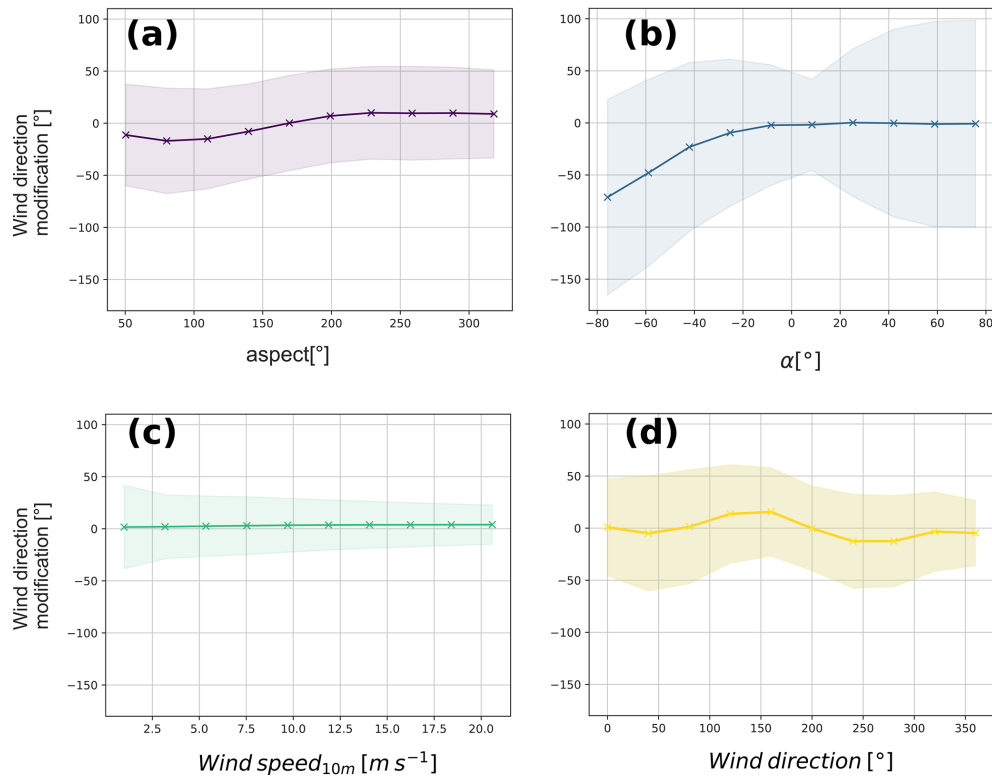 (a)
100
50
0
−50
−100
−150
Wind direction
modification [°]
50 100 150 200 250 300
aspect[°]
(b)
100
50
0
−50
−100
−150
−80 −60 −40 −20 0 20 40 60 80
α[°]
(c)
100
50
0
−50
−100
−150
Wind direction
modification [°]
2.5 5.0 7.5 10.0 12.5 15.0 17.5 20.0
Wind speed10m [m s−1]
(d)
100
50
0
−50
−100
−150
0 50 100 150 200 250 300 350
Wind direction [°]